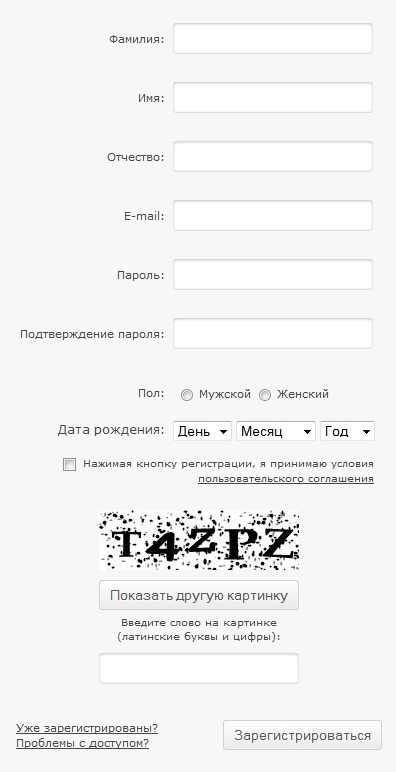 Фамилия:
Имя:
Отчество:
E-mail:
Пароль:
Подтверждение пароля:
Пол: Мужской Женский
Дата рождения: День Месяц Год
Нажимая кнопку регистрации, я принимаю условия
пользовательского соглашения
T4ZPZ
Показать другую картинку
Введите слово на картинке
(латинские буквы и цифры):
Уже зарегистрированы?
Проблемы с доступом?
Зарегистрироваться